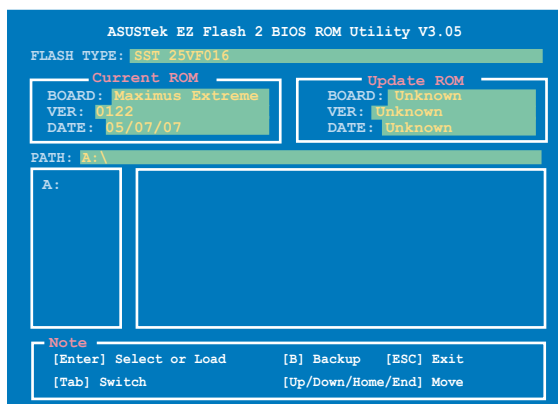 ASUSTek EZ Flash 2 BIOS ROM Utility V3.05
FLASH TYPE: SST 25VF016
Current ROM
BOARD: Maximus Extreme
VER: 0122
DATE: 05/07/07
Update ROM
BOARD: Unknown
VER: Unknown
DATE: Unknown
PATH: A:\
A:
Note
[Enter] Select or Load [B] Backup [ESC] Exit
[Tab] Switch [Up/Down/Home/End] Move